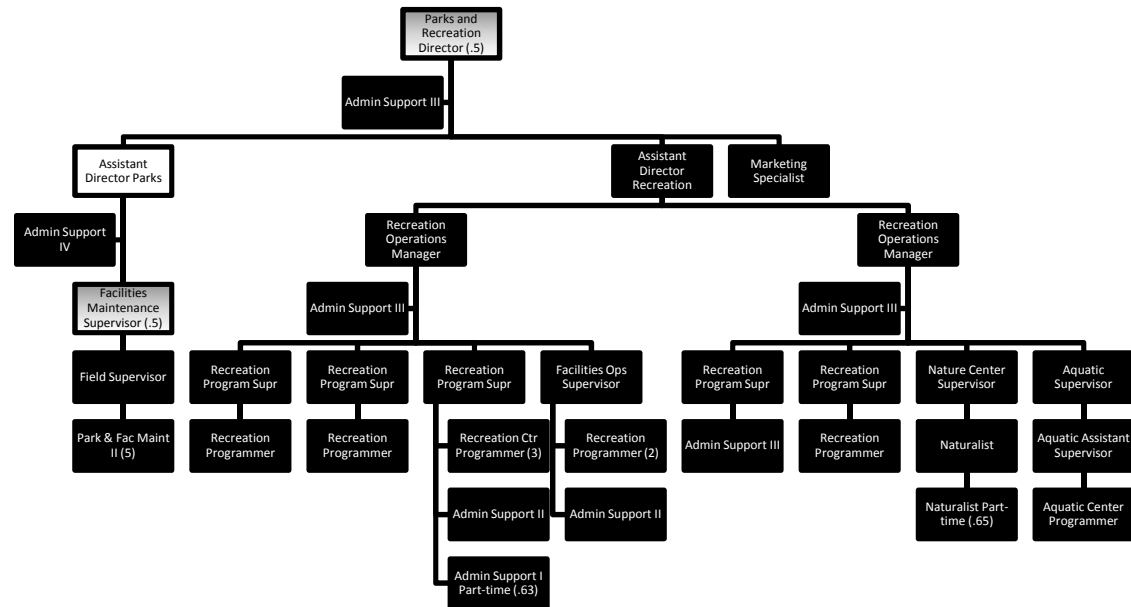 Parks and
Recreation
Director (.5)
Admin Support III
Assistant
Director Parks
Assistant
Director
Recreation
Marketing
Specialist
Admin Support
IV
Recreation
Operations
Manager
Recreation
Operations
Manager
Facilities
Maintenance
Supervisor (.5)
Admin Support III
Admin Support III
Field Supervisor
Recreation
Program Supr
Recreation
Program Supr
Recreation
Program Supr
Facilities Ops
Supervisor
Recreation
Program Supr
Recreation
Program Supr
Nature Center
Supervisor
Aquatic
Supervisor
Park & Fac Maint
II (5)
Recreation
Programmer
Recreation
Programmer
Recreation Ctr
Programmer (3)
Recreation
Programmer (2)
Admin Support III
Recreation
Programmer
Naturalist
Aquatic Assistant
Supervisor
Admin Support II
Admin Support II
Naturalist Part-
time (.65)
Aquatic Center
Programmer
Admin Support I
Part-time (.63)